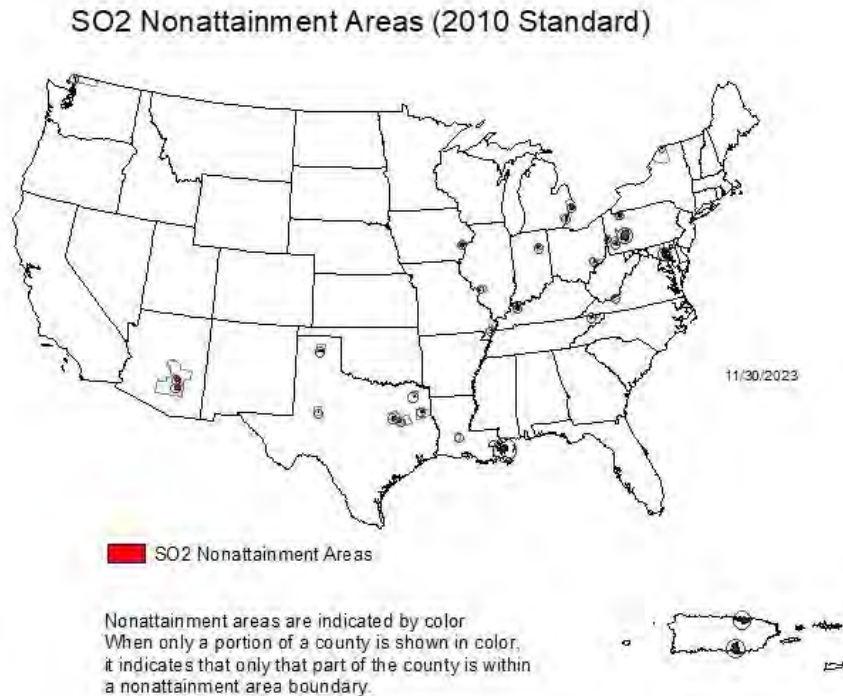 SO2 Nonattainment Areas (2010 Standard)
11/30/2023
SO2 Nonattainment Areas
Nonattainment areas are indicated by color
When only a portion of a county is shown in color,
it indicates that only that part of the county is within
a nonattainment area boundary.